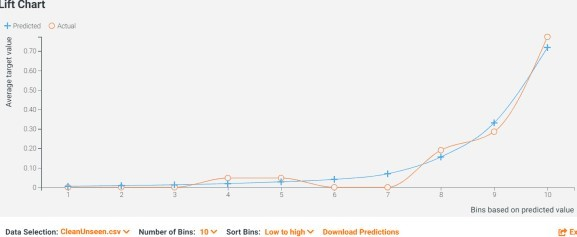 Lift Chart
Predicted Actual
Average target value
0.70
0.60
0.50
0.40
0.30
0.20
0.10
0
1 2 3 4 5 6 7 8 9 10
Bins based on predicted value
Data Selection: CleanUnseen.csv Number of Bins: 10 Sort Bins: Low to high Download Predictions Ex